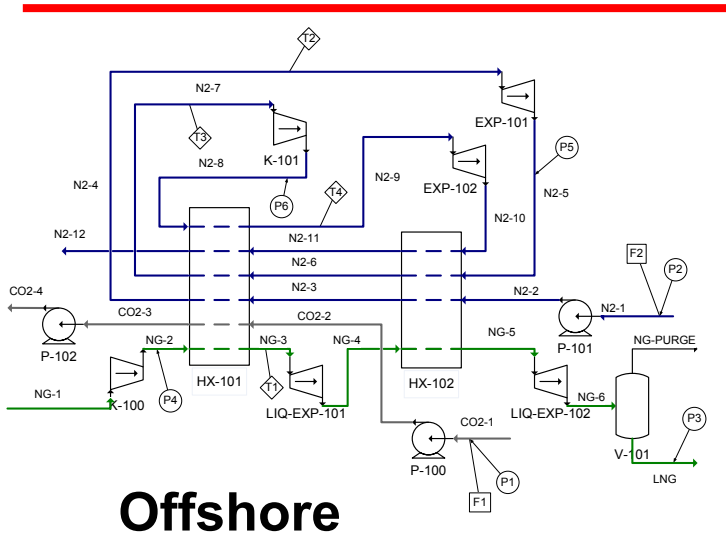 T2
N2-7
EXP-101
T3
K-101
P5
N2-8
N2-9
N2-4
P6
T4
EXP-102
N2-5
N2-10
N2-12
N2-11
N2-6
F2
P2
N2-3
N2-2
N2-1
CO2-4
CO2-3
CO2-2
P-102
NG-2
NG-3
NG-4
NG-5
P-101
NG-PURGE
HX-101
T1
HX-102
NG-1
K-100
P4
LIQ-EXP-101
LIQ-EXP-102
NG-6
P3
CO2-1
V-101
P-100
P1
F1
LNG
Offshore